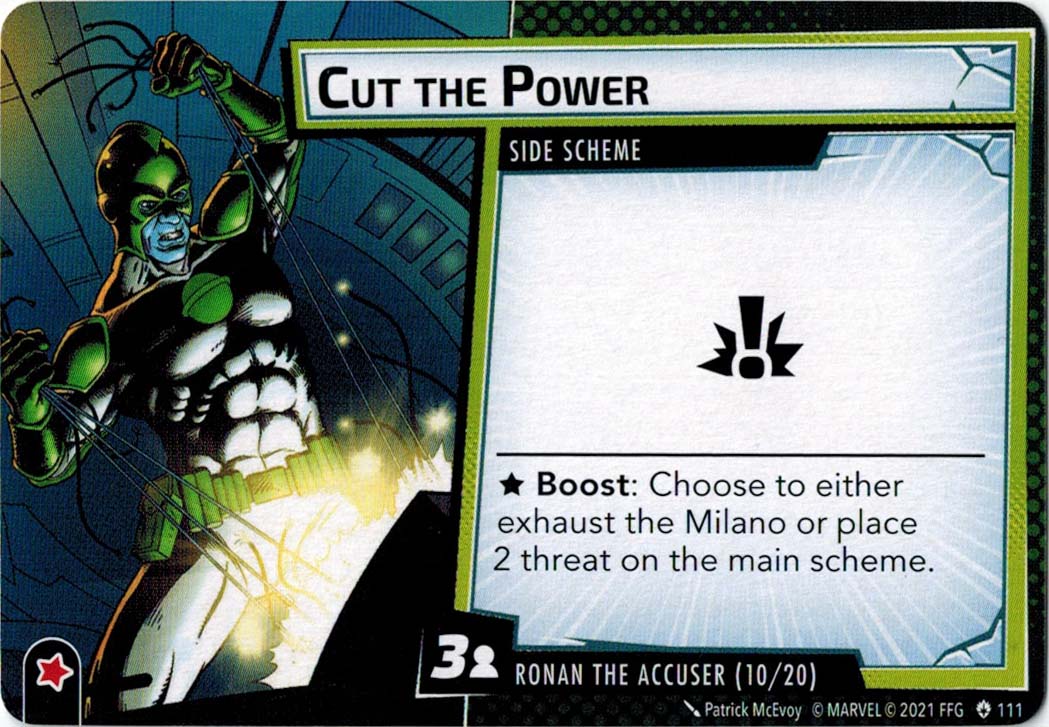 CUT THE POWER
SIDE SCHEME
★ Boost: Choose to either
exhaust the Milano or place
2 threat on the main scheme.
3
RONAN THE ACCUSER (10/20)
Patrick McEvoy © MARVEL © 2021 FFG 111